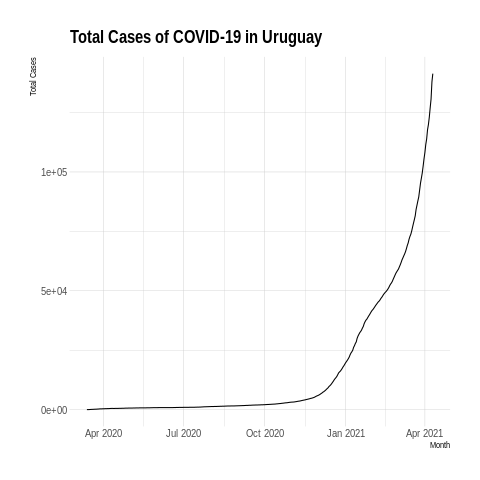 Total Cases of COVID-19 in Uruguay
Total Cases
1e+05
5e+04
0e+00
Apr 2020 Jul 2020 Oct 2020 Jan 2021 Apr 2021
Month